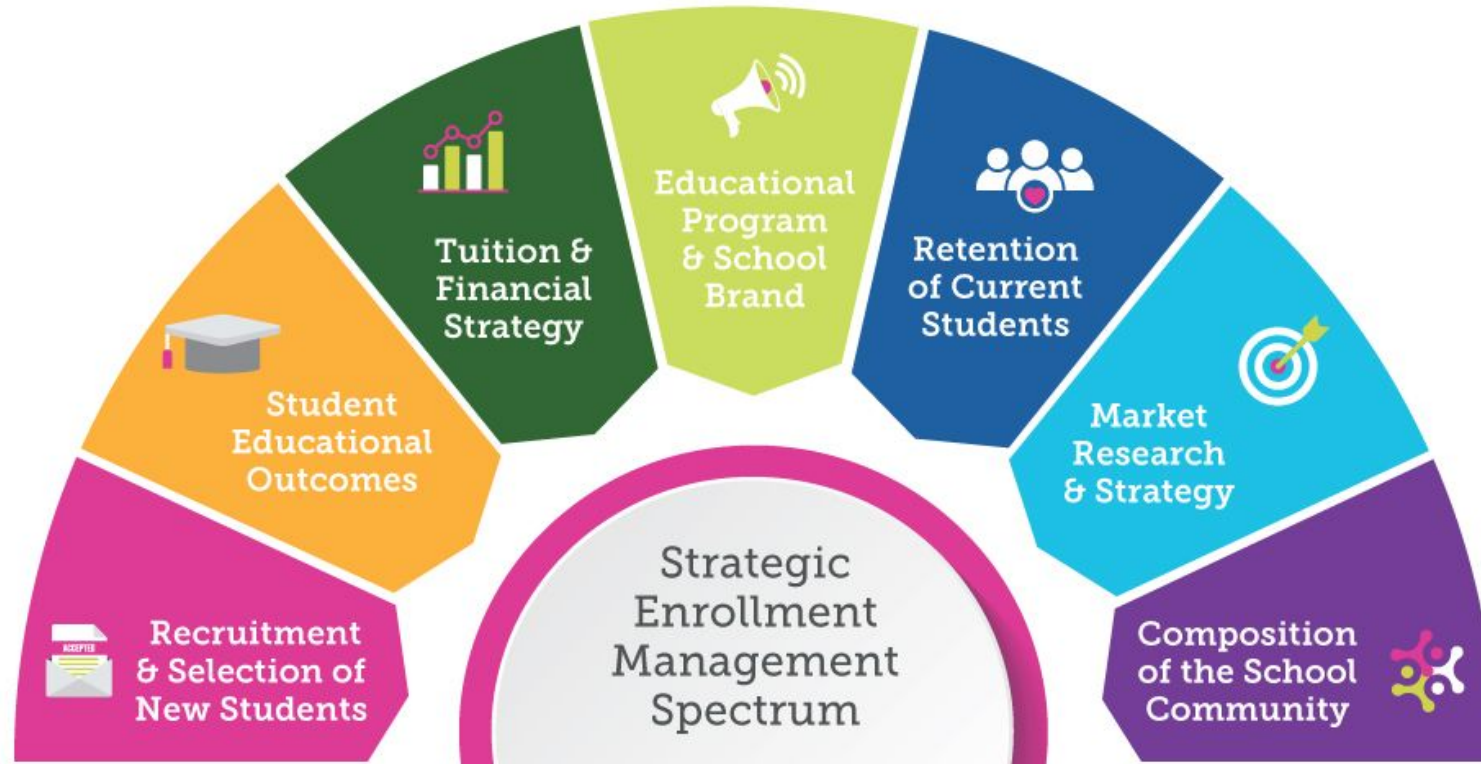 Recruitment
& Selection of
New Students
ACCEPTED
Student
Educational
Outcomes
Tuition &
Financial
Strategy
Educational
Program
& School
Brand
Retention
of Current
Students
Market
Research
& Strategy
Composition
of the School
Community
Strategic
Enrollment
Management
Spectrum